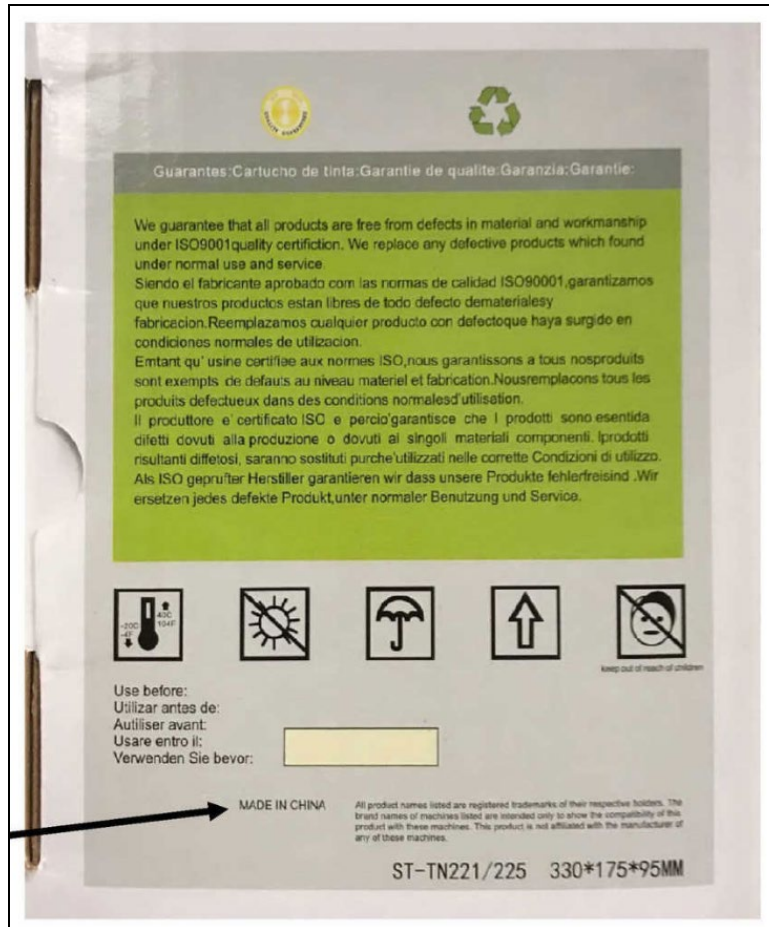 Guarantes:Cartucho de tinta:Garantie de qualite:Garanzia:Garantie:
We guarantee that all products are free from defects in material and workmanship
under ISO9001quality certifiction. We replace any defective products which found
under normal use and service.
Siendo el fabricante aprobado com las normas de calidad ISO90001,garantizamos
que nuestros productos estan libres de todo defecto dematerialesy
fabricacion.Reemplazamos cualquier producto con defectoque haya surgido en
condiciones normales de utilizacion.
Emtant qu' usine certifiee aux normes ISO,nous garantissons a tous nosproduits
sont exempts de defauts au niveau materiel et fabrication.Nousremplacons tous les
produits defectueux dans des conditions normalesd'utilisation.
Il produttore e' certificato ISO e percio'garantisce che I prodotti sono esentida
difetti dovuti alla produzione o dovuti ai singoli materiali componenti. Iprodotti
risultanti diffetosi, saranno sostituti purche'utilizzati nelle corrette Condizioni di utilizzo.
Als ISO geprufter Herstiller garantieren wir dass unsere Produkte fehlerfreisind .Wir
ersetzen jedes defekte Produkt,unter normaler Benutzung und Service.
-20C -4F 40C 104F
keep out of reach of children
Use before:
Utilizar antes de:
Autiliser avant:
Usare entro il:
Verwenden Sie bevor:
MADE IN CHINA
All product names listed are registered trademarks of their respective holders. The
brand names of machines listed are intended only to show the compatibility of this
product with these machines. This product is not affiliated with the manufacturer of
any of these machines.
ST-TN221/225 330*175*95MM